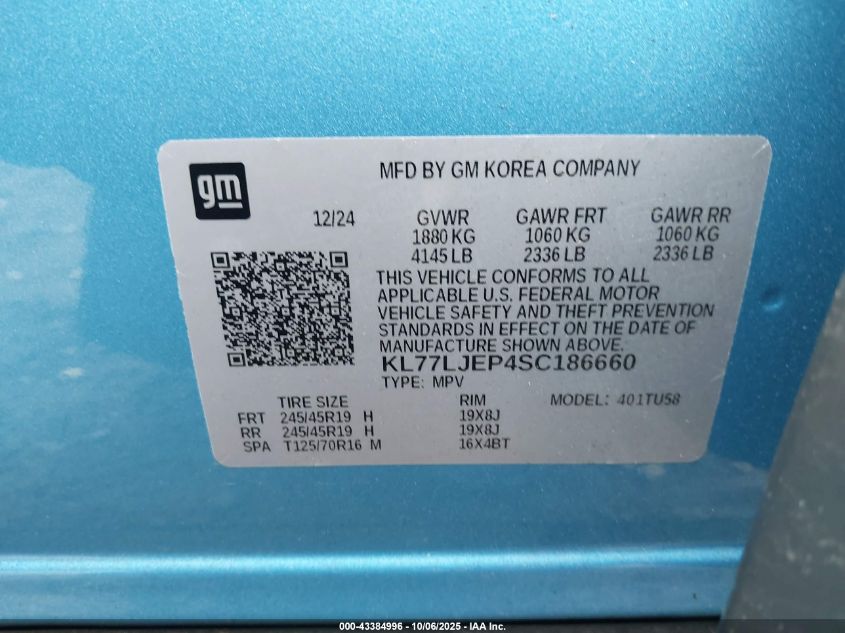 gm
MFD BY GM KOREA COMPANY
12/24
GVWR GAWR FRT GAWR RR
1880 KG 1060 KG 1060 KG
4145 LB 2336 LB 2336 LB
THIS VEHICLE CONFORMS TO ALL
APPLICABLE U.S. FEDERAL MOTOR
VEHICLE SAFETY AND THEFT PREVENTION
STANDARDS IN EFFECT ON THE DATE OF
MANUFACTURE SHOWN ABOVE.
KL77LJEP4SC186660
TYPE: MPV
TIRE SIZE RIM MODEL: 401TU58
FRT 245/45R19 H 19X8J
RR 245/45R19 H 19X8J
SPA T125/70R16 M 16X4BT
000-43384996 - 10/06/2025 - IAA Inc.